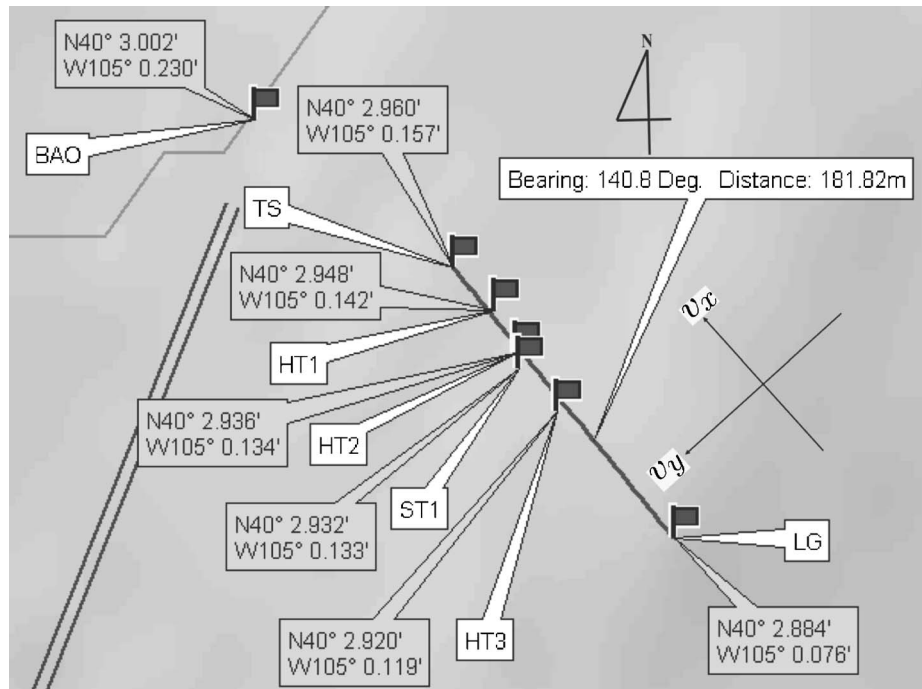 N40° 3.002'
W105° 0.230'
BAO
N
N40° 2.960'
W105° 0.157'
Bearing: 140.8 Deg. Distance: 181.82m
TS
N40° 2.948'
W105° 0.142'
vx
HT1
N40° 2.936'
W105° 0.134'
HT2
vy
ST1
N40° 2.932'
W105° 0.133'
LG
N40° 2.920'
W105° 0.119'
HT3
N40° 2.884'
W105° 0.076'